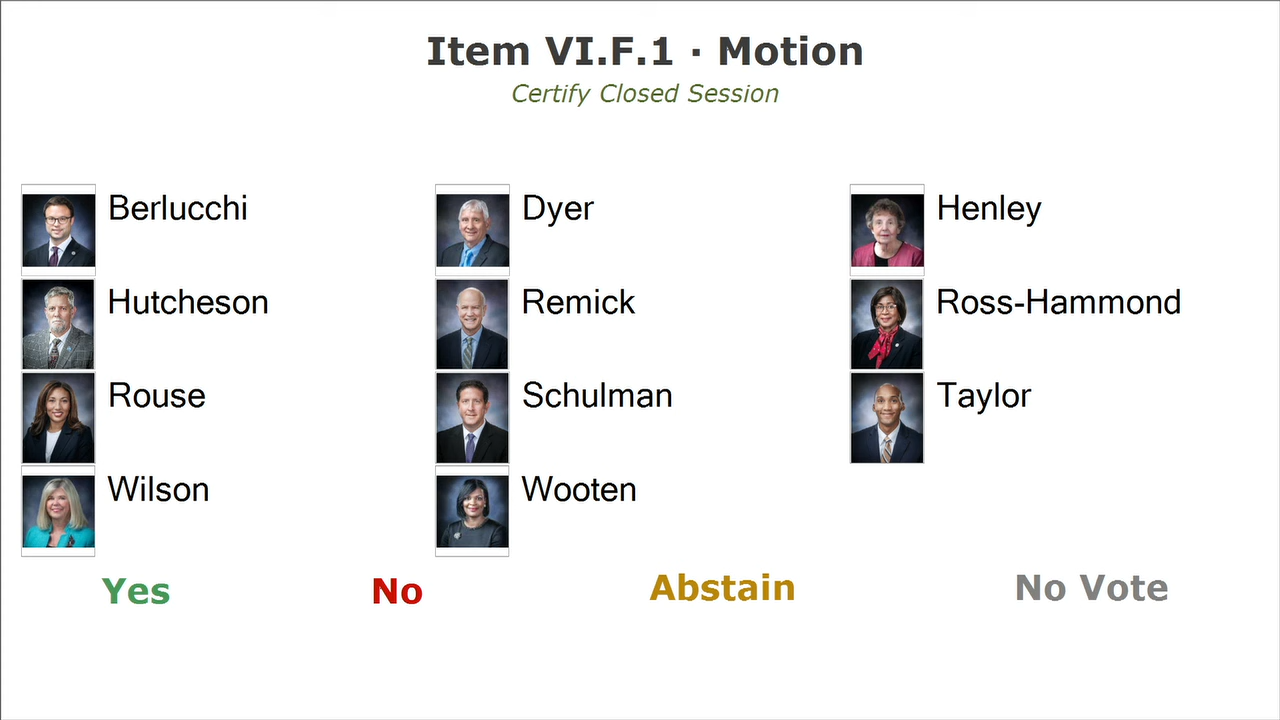 Item VI.F.1 · Motion
Certify Closed Session
Berlucchi
Dyer
Henley
Hutcheson
Remick
Ross-Hammond
Rouse
Schulman
Taylor
Wilson
Wooten
Yes
No
Abstain
No Vote